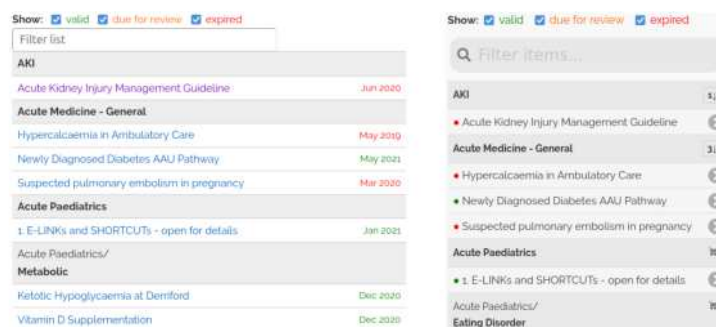 Show: valid due for review expired
Filter list
AKI
Acute Kidney Injury Management Guideline Jun 2020
Acute Medicine - General
Hypercalcaemia in Ambulatory Care May 2019
Newly Diagnosed Diabetes AAU Pathway May 2021
Suspected pulmonary embolism in pregnancy Mar 2020
Acute Paediatrics
1. E-LINKs and SHORTCUTs - open for details Jan 2021
Acute Paediatrics/
Metabolic
Ketotic Hypoglycaemia at Derriford Dec 2020
Vitamin D Supplementation Dec 2020
Show: valid due for review expired
Filter items...
AKI
Acute Kidney Injury Management Guideline
Acute Medicine - General
Hypercalcaemia in Ambulatory Care
Newly Diagnosed Diabetes AAU Pathway
Suspected pulmonary embolism in pregnancy
Acute Paediatrics
1. E-LINKs and SHORTCUTs - open for details
Acute Paediatrics/
Eating Disorder